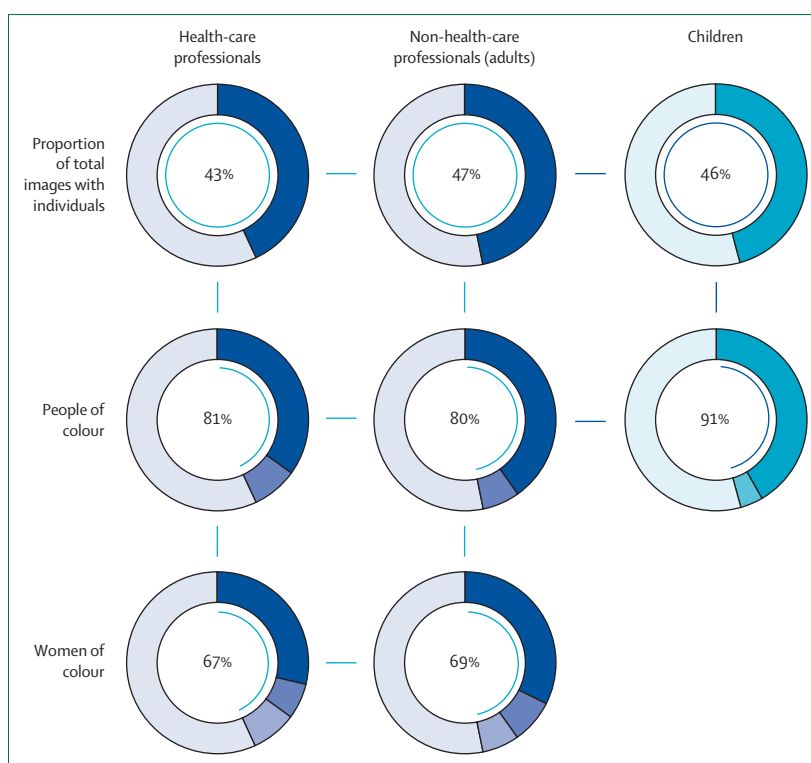 Health-care
professionals
Non-health-care
professionals (adults)
Children
Proportion
of total
images with
individuals
43%
47%
46%
People of
colour
81%
80%
91%
Women of
colour
67%
69%